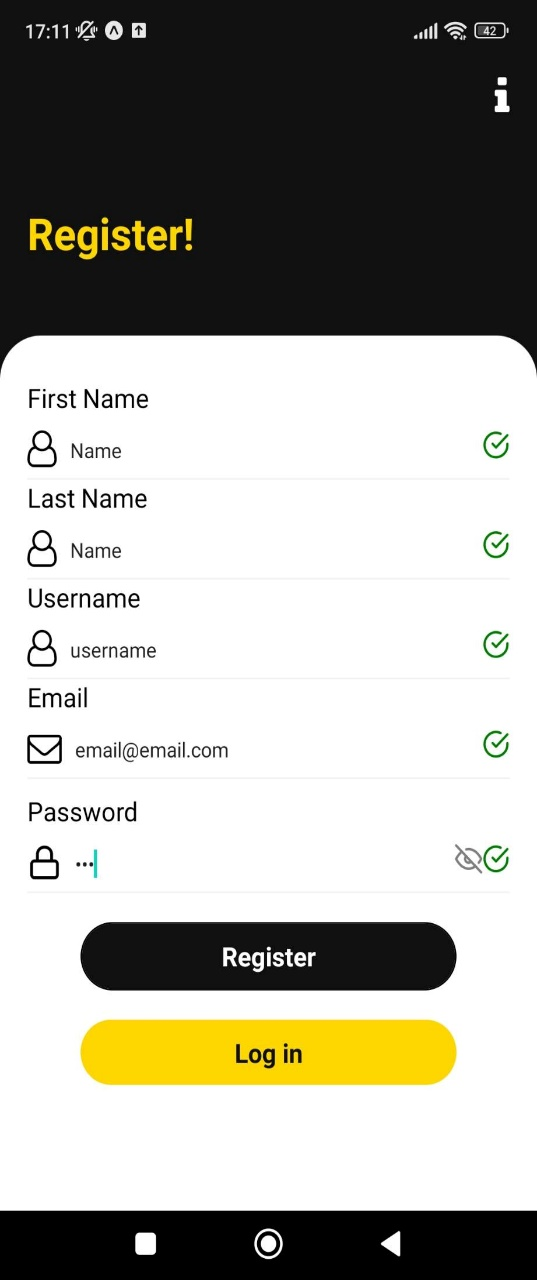 17:11
42
Register!
First Name
Name
Last Name
Name
Username
username
Email
email@email.com
Password
•••
Register
Log in